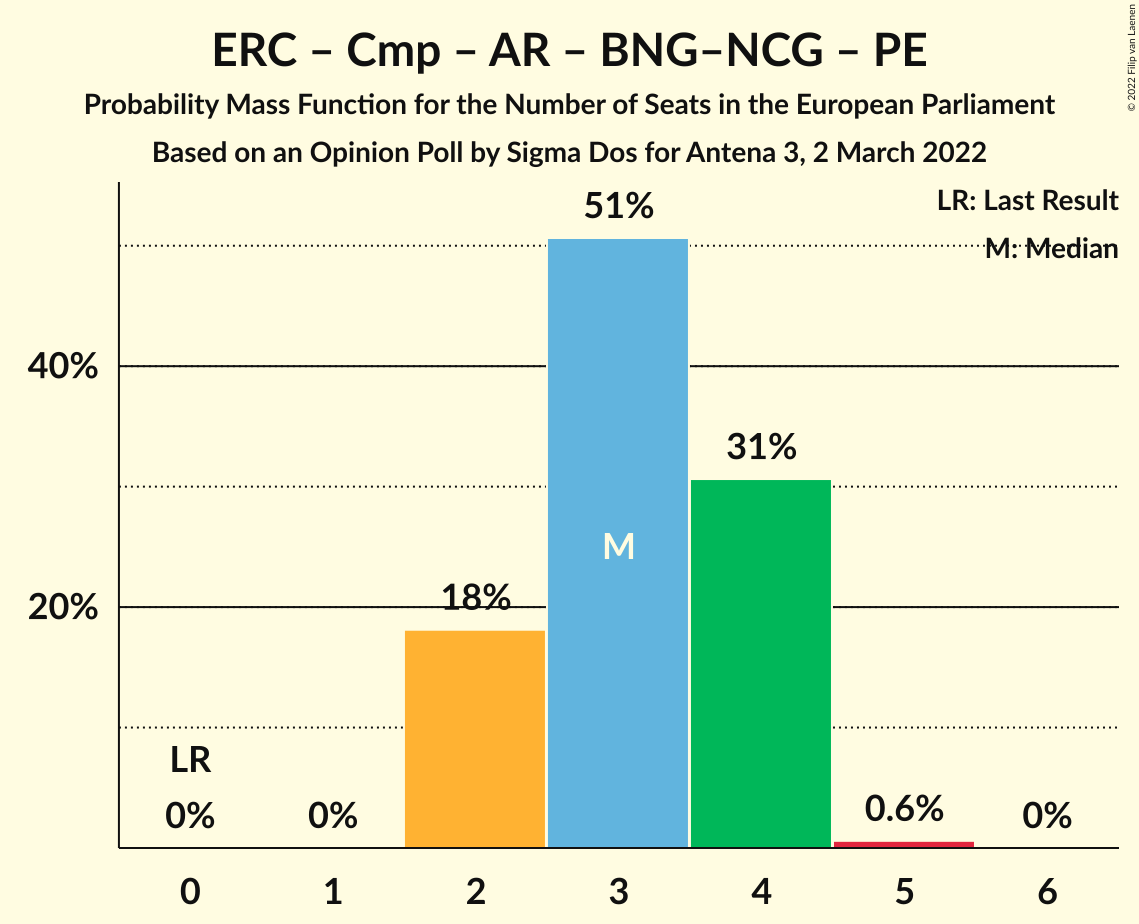 ERC – Cmp – AR – BNG–NCG – PE
Probability Mass Function for the Number of Seats in the European Parliament
Based on an Opinion Poll by Sigma Dos for Antena 3, 2 March 2022
© 2022 Filip van Laenen
LR: Last Result
M: Median
51%
40%
31%
M
20%
18%
LR
0%
0%
0.6%
0%
0
1
2
3
4
5
6